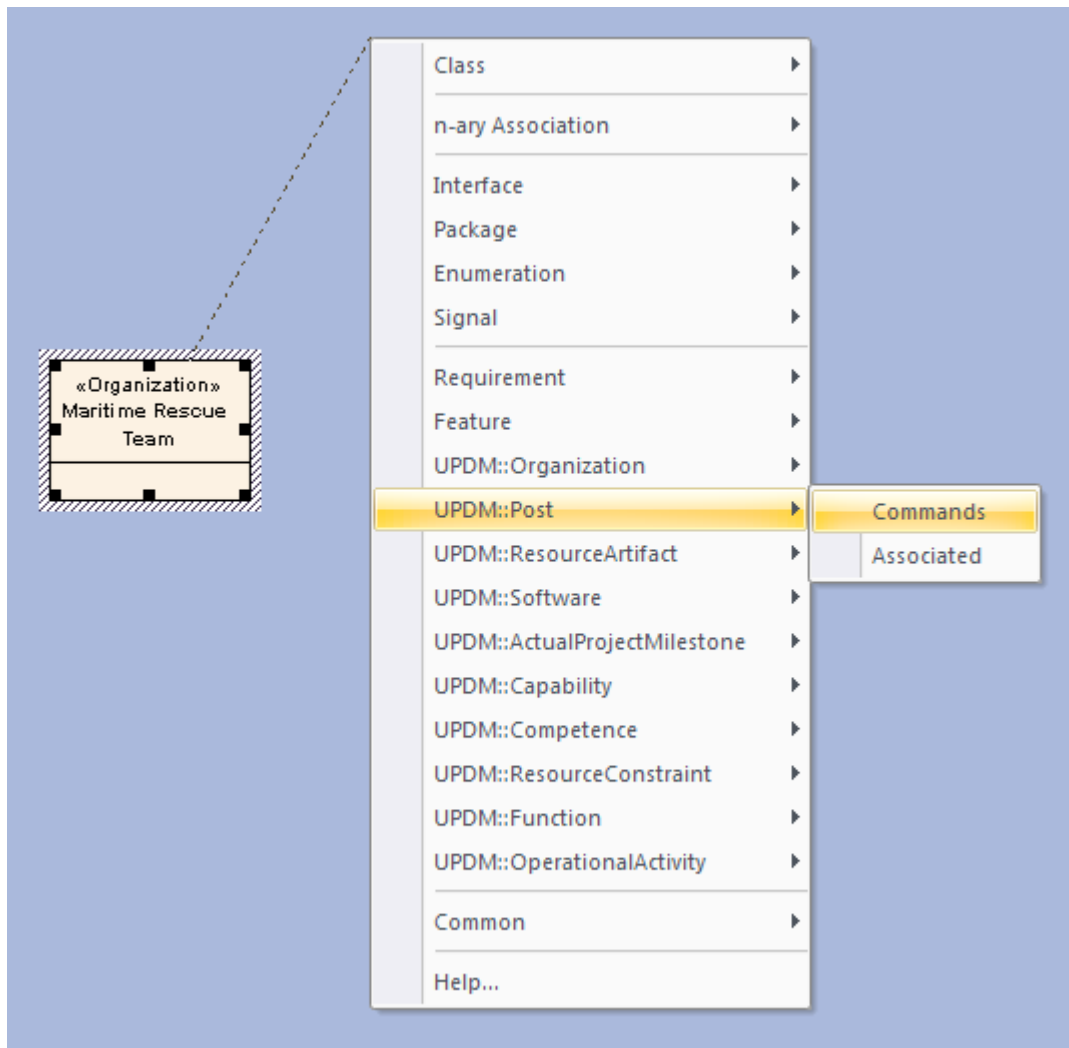 «Organization»
Maritime Rescue
Team
Class
n-ary Association
Interface
Package
Enumeration
Signal
Requirement
Feature
UPDM::Organization
UPDM::Post
Commands
Associated
UPDM::ResourceArtifact
UPDM::Software
UPDM::ActualProjectMilestone
UPDM::Capability
UPDM::Competence
UPDM::ResourceConstraint
UPDM::Function
UPDM::OperationalActivity
Common
Help...